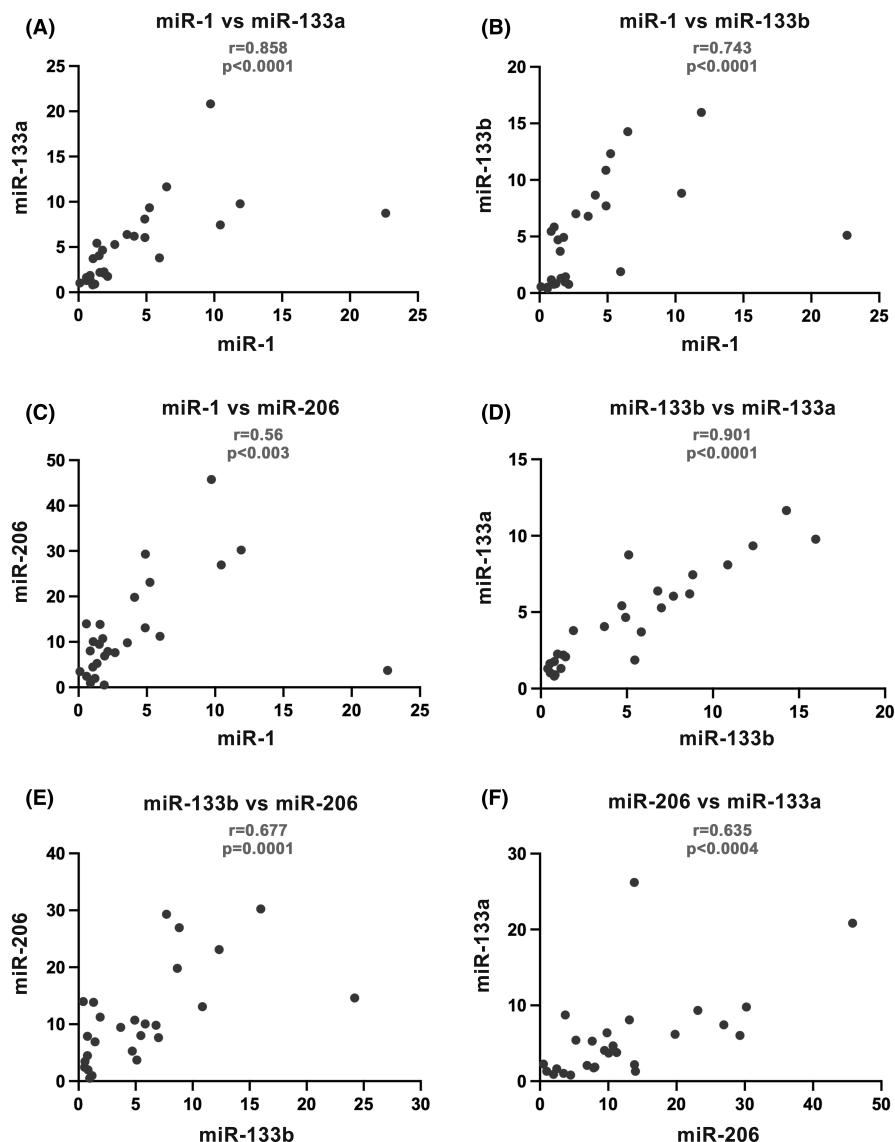 (A)
miR-1 vs miR-133a
r=0.858
p<0.0001
25
20
15
10
5
0
0 5 10 15 20 25
miR-133a
miR-1
(B)
miR-1 vs miR-133b
r=0.743
p<0.0001
20
15
10
5
0
0 5 10 15 20 25
miR-133b
miR-1
(C)
miR-1 vs miR-206
r=0.56
p<0.003
50
40
30
20
10
0
0 5 10 15 20 25
miR-206
miR-1
(D)
miR-133b vs miR-133a
r=0.901
p<0.0001
15
10
5
0
0 5 10 15 20
miR-133a
miR-133b
(E)
miR-133b vs miR-206
r=0.677
p=0.0001
40
30
20
10
0
0 5 10 15 20 25 30
miR-206
miR-133b
(F)
miR-206 vs miR-133a
r=0.635
p<0.0004
30
20
10
0
0 10 20 30 40 50
miR-133a
miR-206